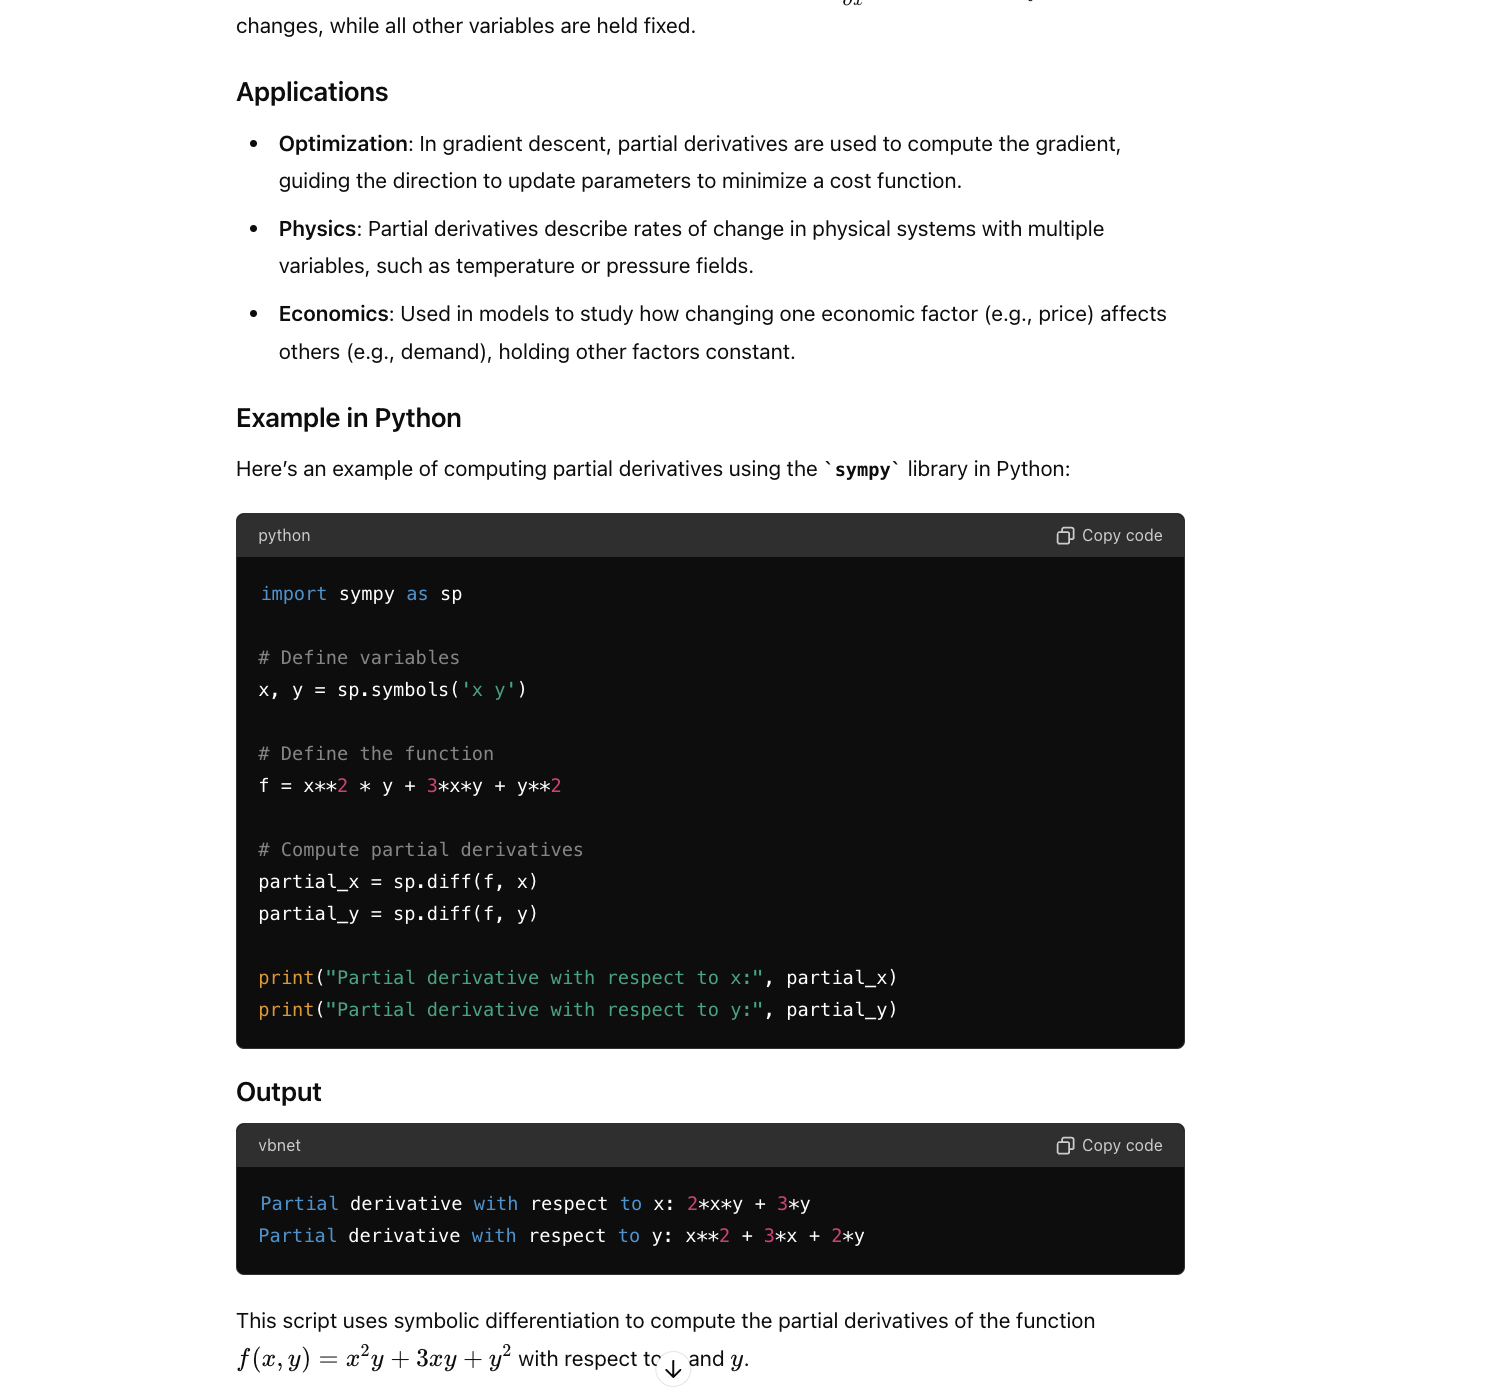 changes, while all other variables are held fixed.
Applications
• Optimization: In gradient descent, partial derivatives are used to compute the gradient,
guiding the direction to update parameters to minimize a cost function.
• Physics: Partial derivatives describe rates of change in physical systems with multiple
variables, such as temperature or pressure fields.
• Economics: Used in models to study how changing one economic factor (e.g., price) affects
others (e.g., demand), holding other factors constant.
Example in Python
Here’s an example of computing partial derivatives using the `sympy` library in Python:
python Copy code
import sympy as sp
# Define variables
x, y = sp.symbols('x y')
# Define the function
f = x**2 * y + 3*x*y + y**2
# Compute partial derivatives
partial_x = sp.diff(f, x)
partial_y = sp.diff(f, y)
print("Partial derivative with respect to x:", partial_x)
print("Partial derivative with respect to y:", partial_y)
Output
vbnet Copy code
Partial derivative with respect to x: 2*x*y + 3*y
Partial derivative with respect to y: x**2 + 3*x + 2*y
This script uses symbolic differentiation to compute the partial derivatives of the function
f(x, y) = x²y + 3xy + y² with respect to and y.